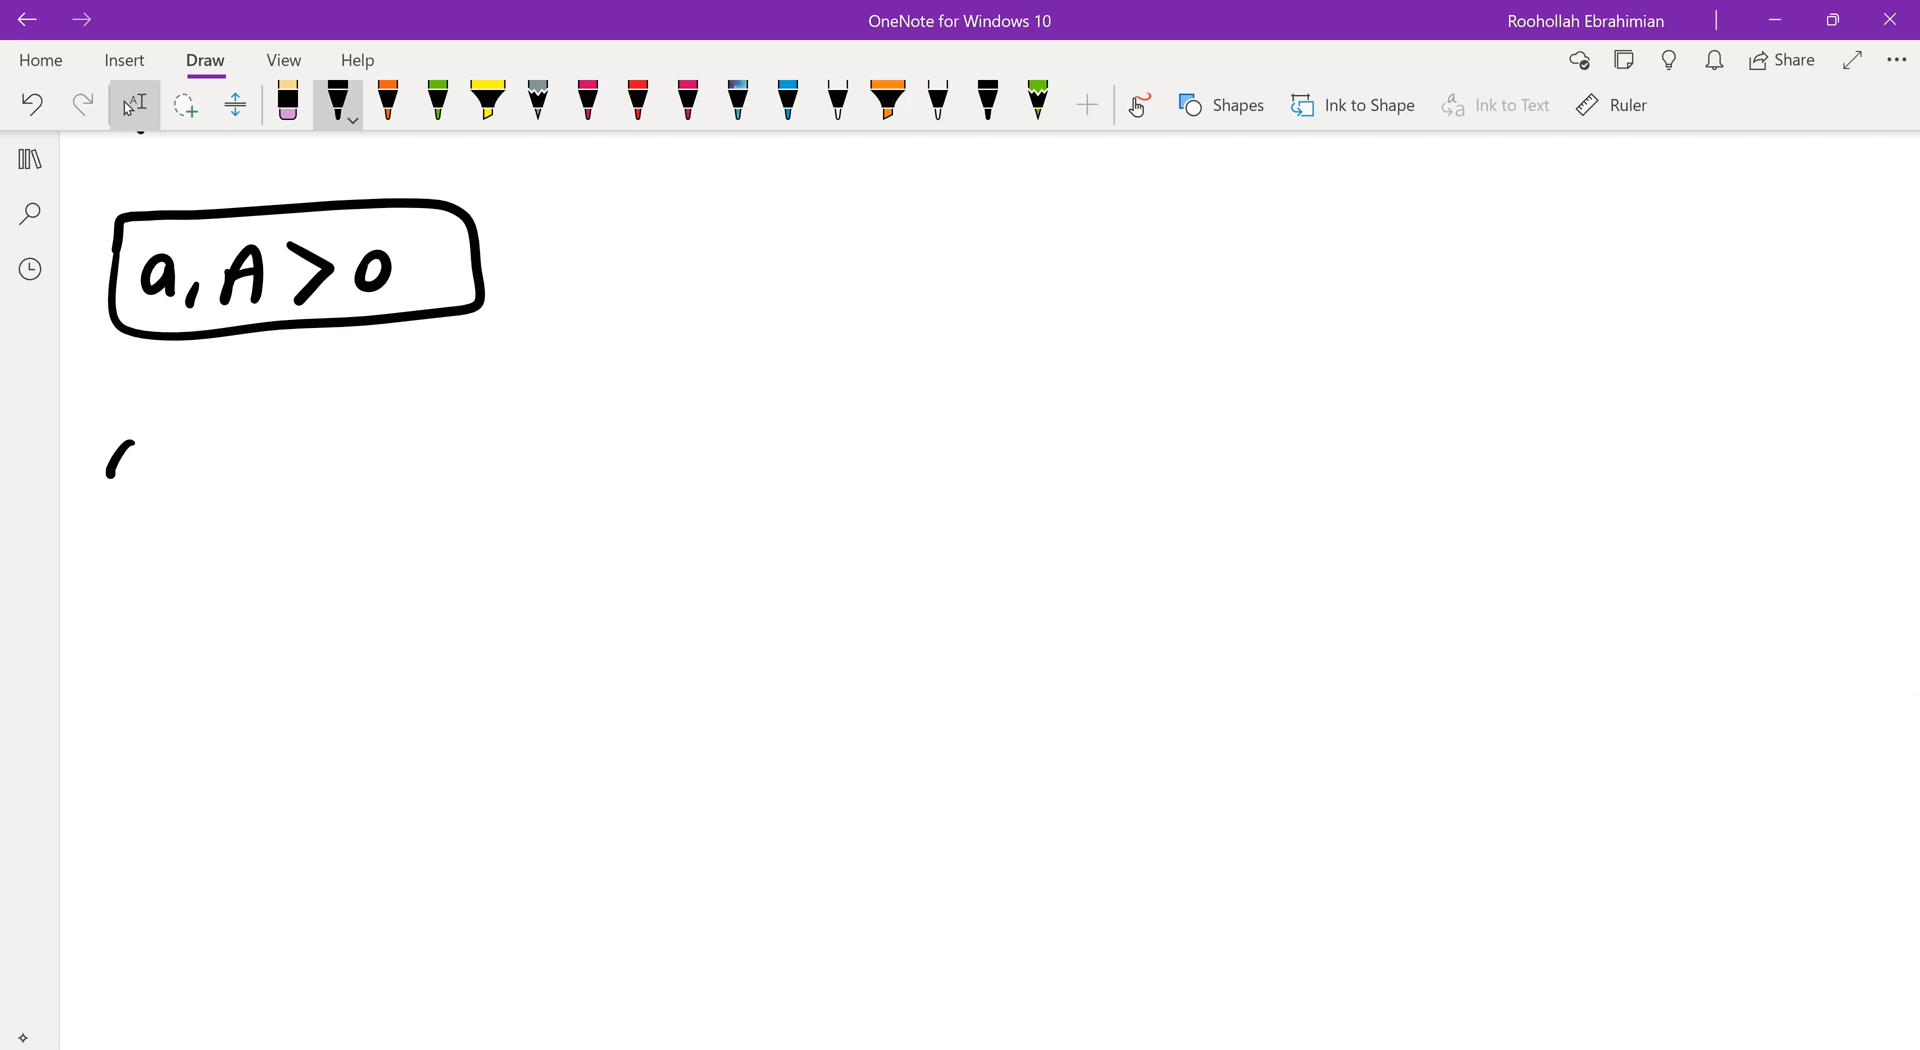 OneNote for Windows 10
Roohollah Ebrahimian
Home Insert Draw View Help
Share
Shapes Ink to Shape Ink to Text Ruler
a, A > 0
(